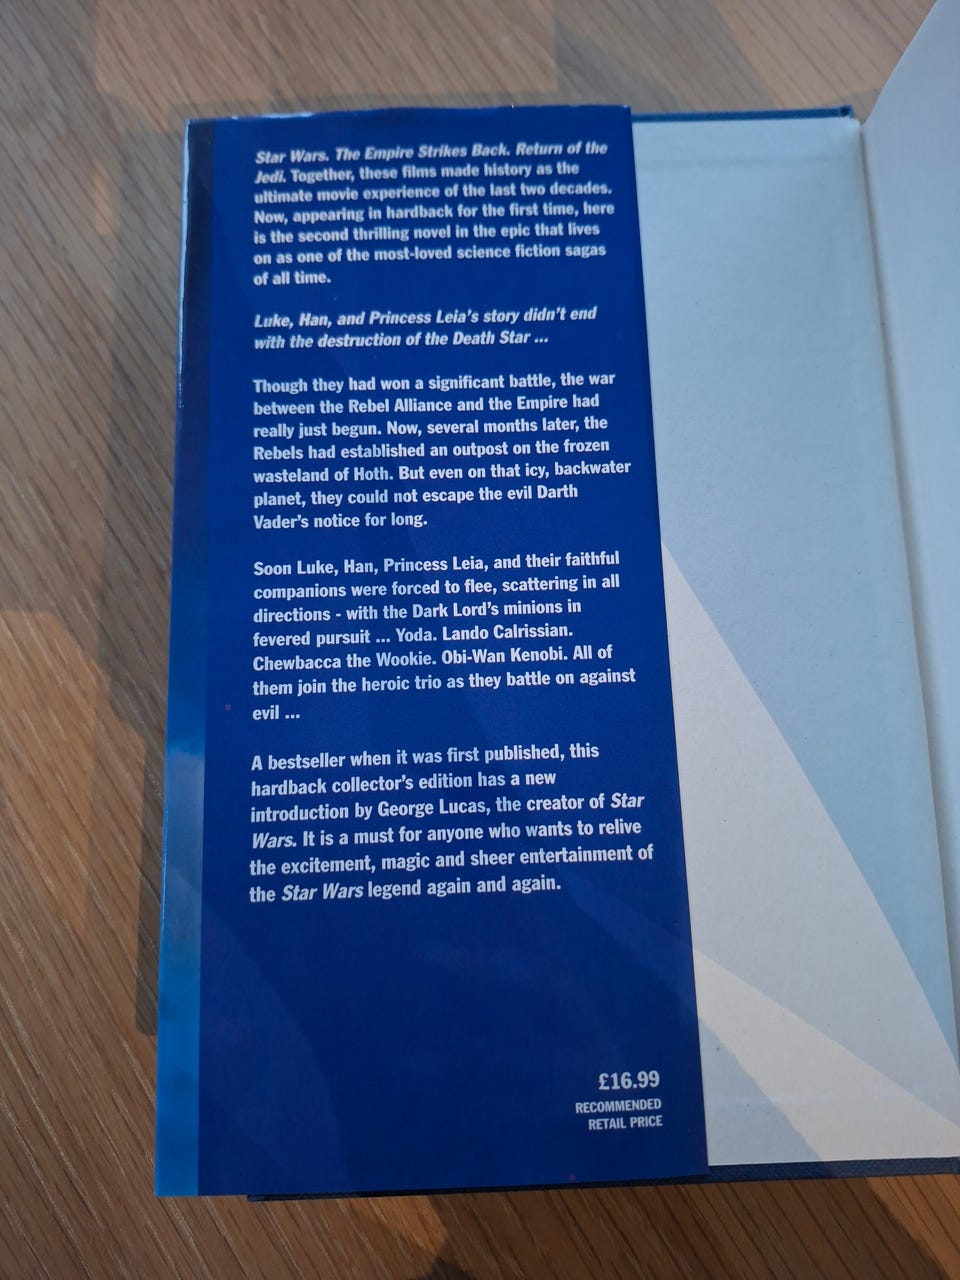 Star Wars. The Empire Strikes Back. Return of the
Jedi. Together, these films made history as the
ultimate movie experience of the last two decades.
Now, appearing in hardback for the first time, here
is the second thrilling novel in the epic that lives
on as one of the most-loved science fiction sagas
of all time.
Luke, Han, and Princess Leia's story didn't end
with the destruction of the Death Star ...
Though they had won a significant battle, the war
between the Rebel Alliance and the Empire had
really just begun. Now, several months later, the
Rebels had established an outpost on the frozen
wasteland of Hoth. But even on that icy, backwater
planet, they could not escape the evil Darth
Vader's notice for long.
Soon Luke, Han, Princess Leia, and their faithful
companions were forced to flee, scattering in all
directions - with the Dark Lord's minions in
fevered pursuit ... Yoda. Lando Calrissian.
Chewbacca the Wookie. Obi-Wan Kenobi. All of
them join the heroic trio as they battle on against
evil ...
A bestseller when it was first published, this
hardback collector's edition has a new
introduction by George Lucas, the creator of Star
Wars. It is a must for anyone who wants to relive
the excitement, magic and sheer entertainment of
the Star Wars legend again and again.
£16.99
RECOMMENDED
RETAIL PRICE